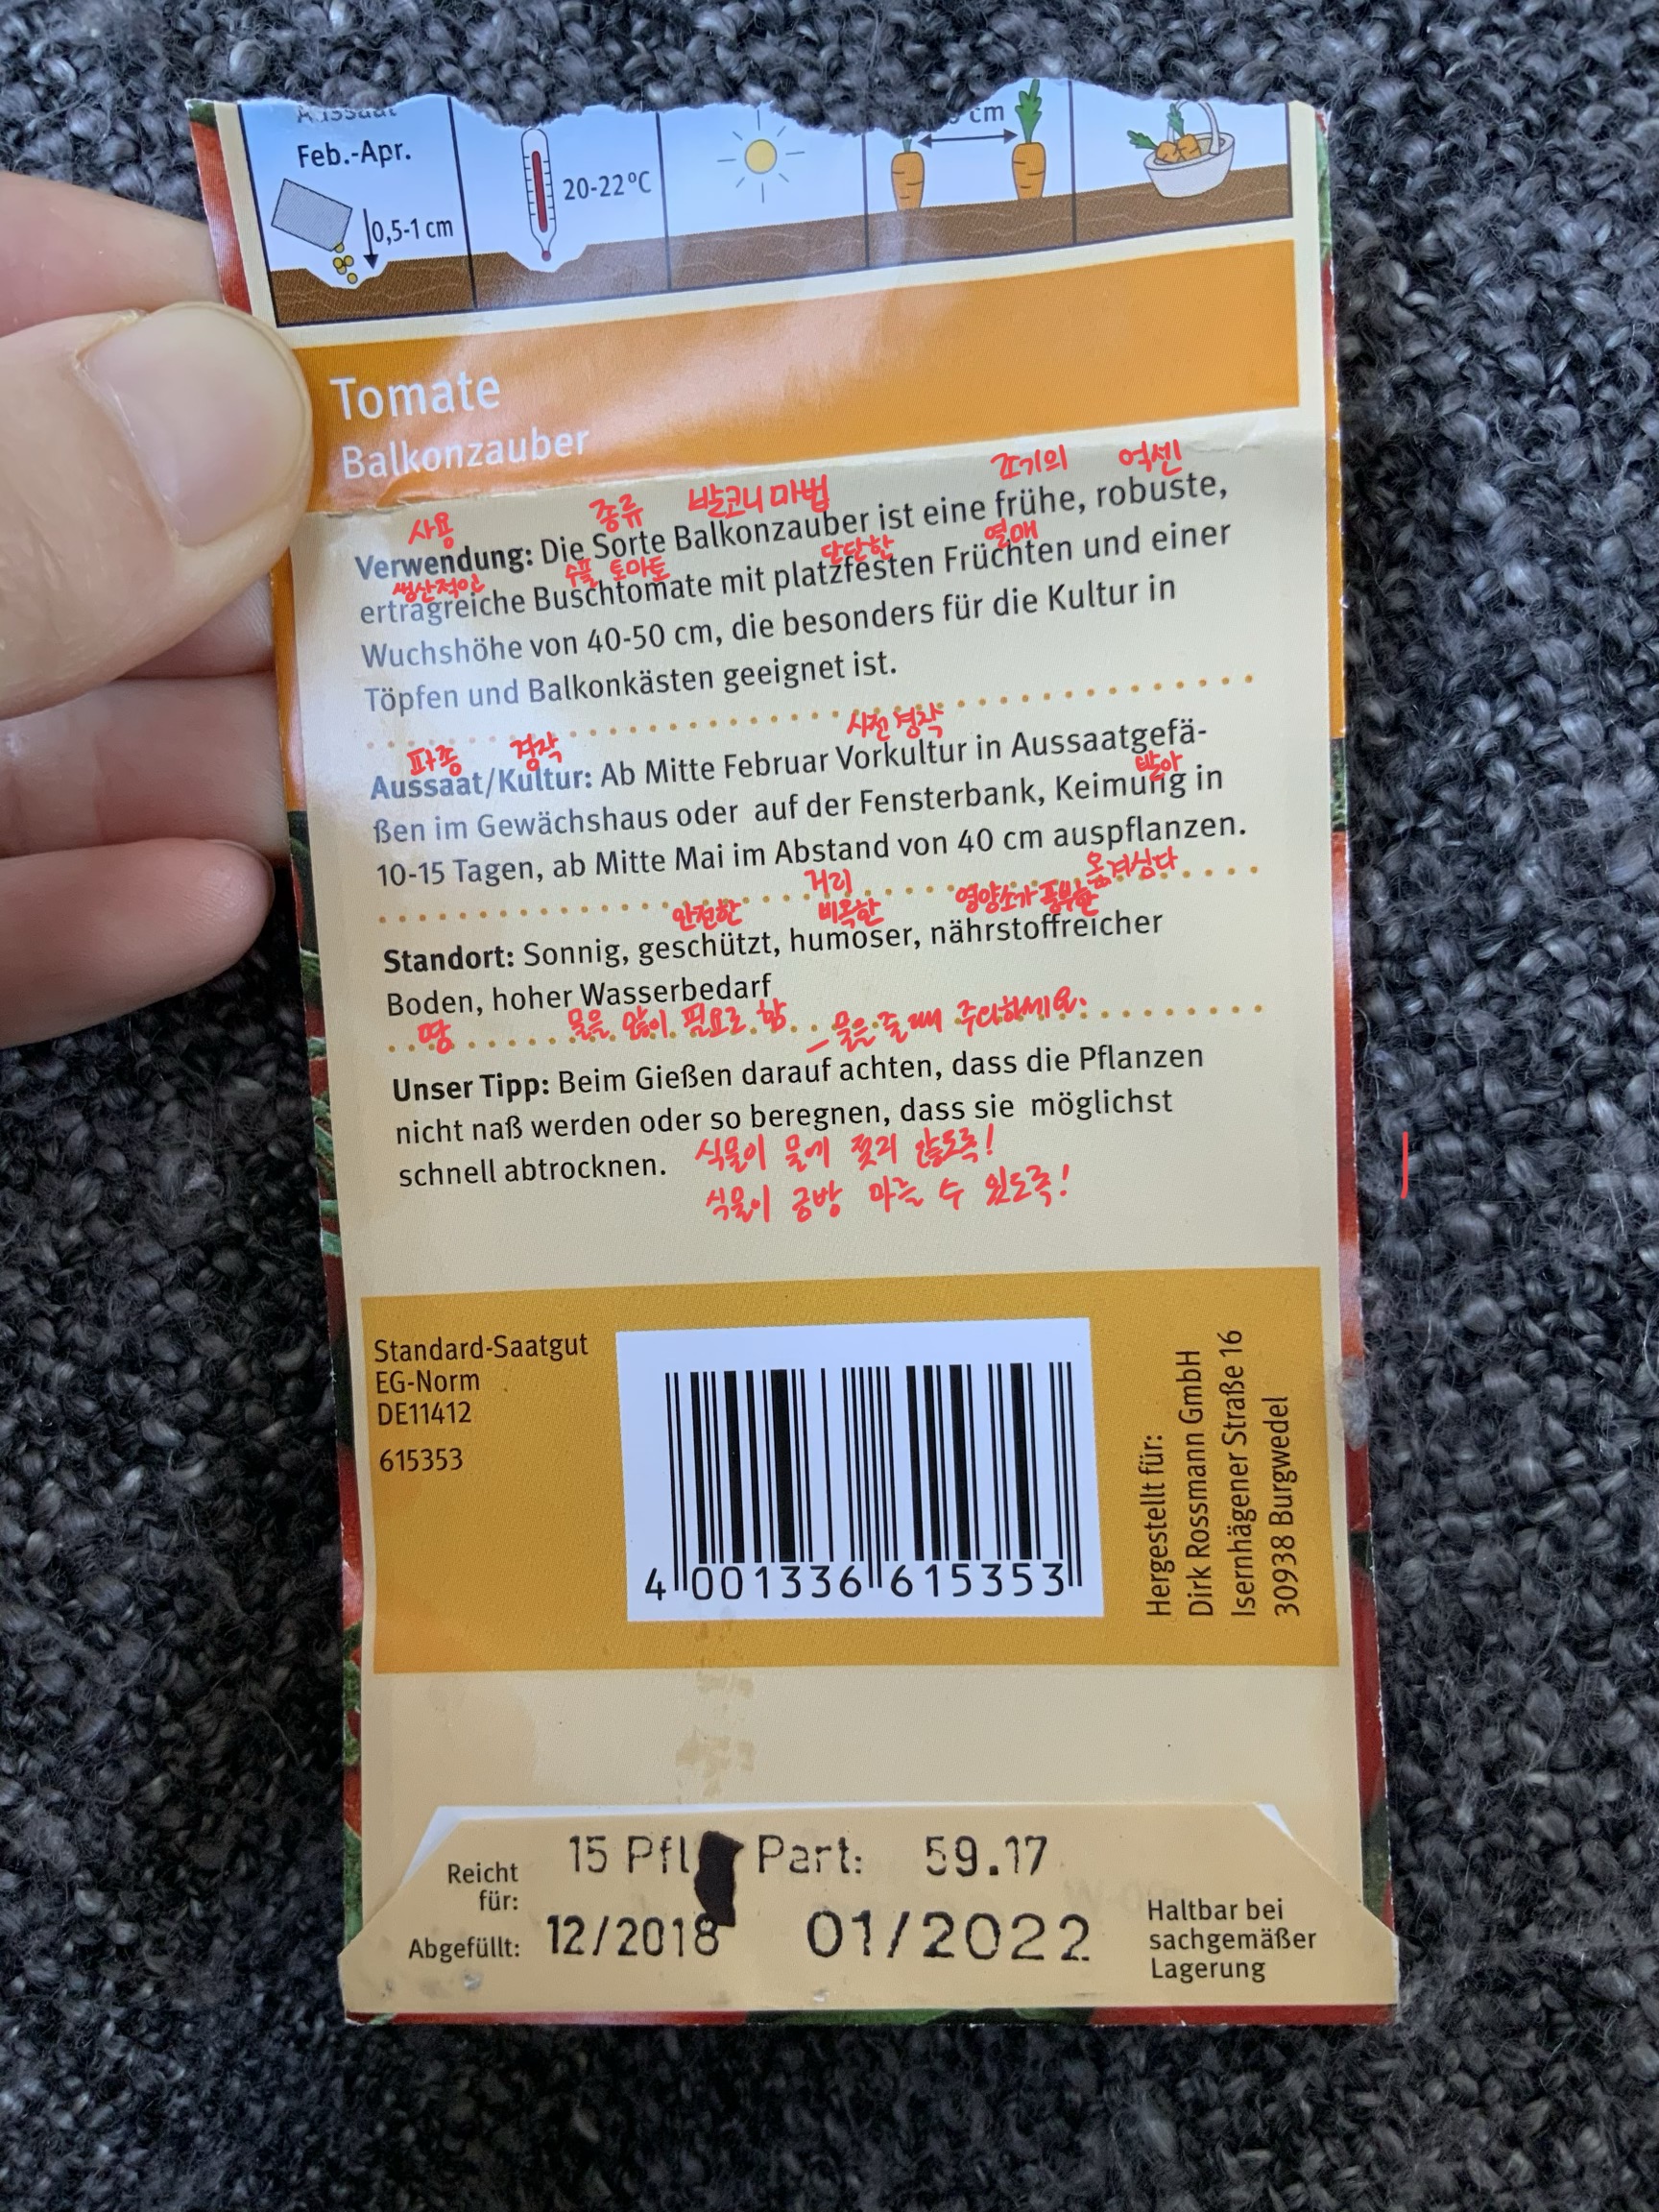 Feb.-Apr.
0,5-1 cm
20-22°C
cm
Tomate
Balkonzauber
초기의 억센
사용 종류 발코니 마법
Verwendung: Die Sorte Balkonzauber ist eine frühe, robuste,
생산적인 수풀 토마토 단단한 열매
ertragreiche Buschtomate mit platzfesten Früchten und einer
Wuchshöhe von 40-50 cm, die besonders für die Kultur in
Töpfen und Balkonkästen geeignet ist.
파종 경작 사전 경작
Aussaat/Kultur: Ab Mitte Februar Vorkultur in Aussaatgefä-
발아
ßen im Gewächshaus oder auf der Fensterbank, Keimung in
10-15 Tagen, ab Mitte Mai im Abstand von 40 cm auspflanzen.
거리 옮겨심다
안전한 비옥한 영양소가 풍부한
Standort: Sonnig, geschützt, humoser, nährstoffreicher
Boden, hoher Wasserbedarf
땅 물은 많이 필요로 함 물은 줄 때 주의하세요.
Unser Tipp: Beim Gießen darauf achten, dass die Pflanzen
nicht naß werden oder so beregnen, dass sie möglichst
schnell abtrocknen.
식물이 물에 젖지 않도록!
식물이 금방 마를 수 있도록!
Standard-Saatgut
EG-Norm
DE11412
615353
4 001336 615353
Hergestellt für:
Dirk Rossmann GmbH
Isernhägener Straße 16
30938 Burgwedel
Reicht für: 15 Pfl Part: 59.17
Abgefüllt: 12/2018 01/2022
Haltbar bei
sachgemäßer
Lagerung